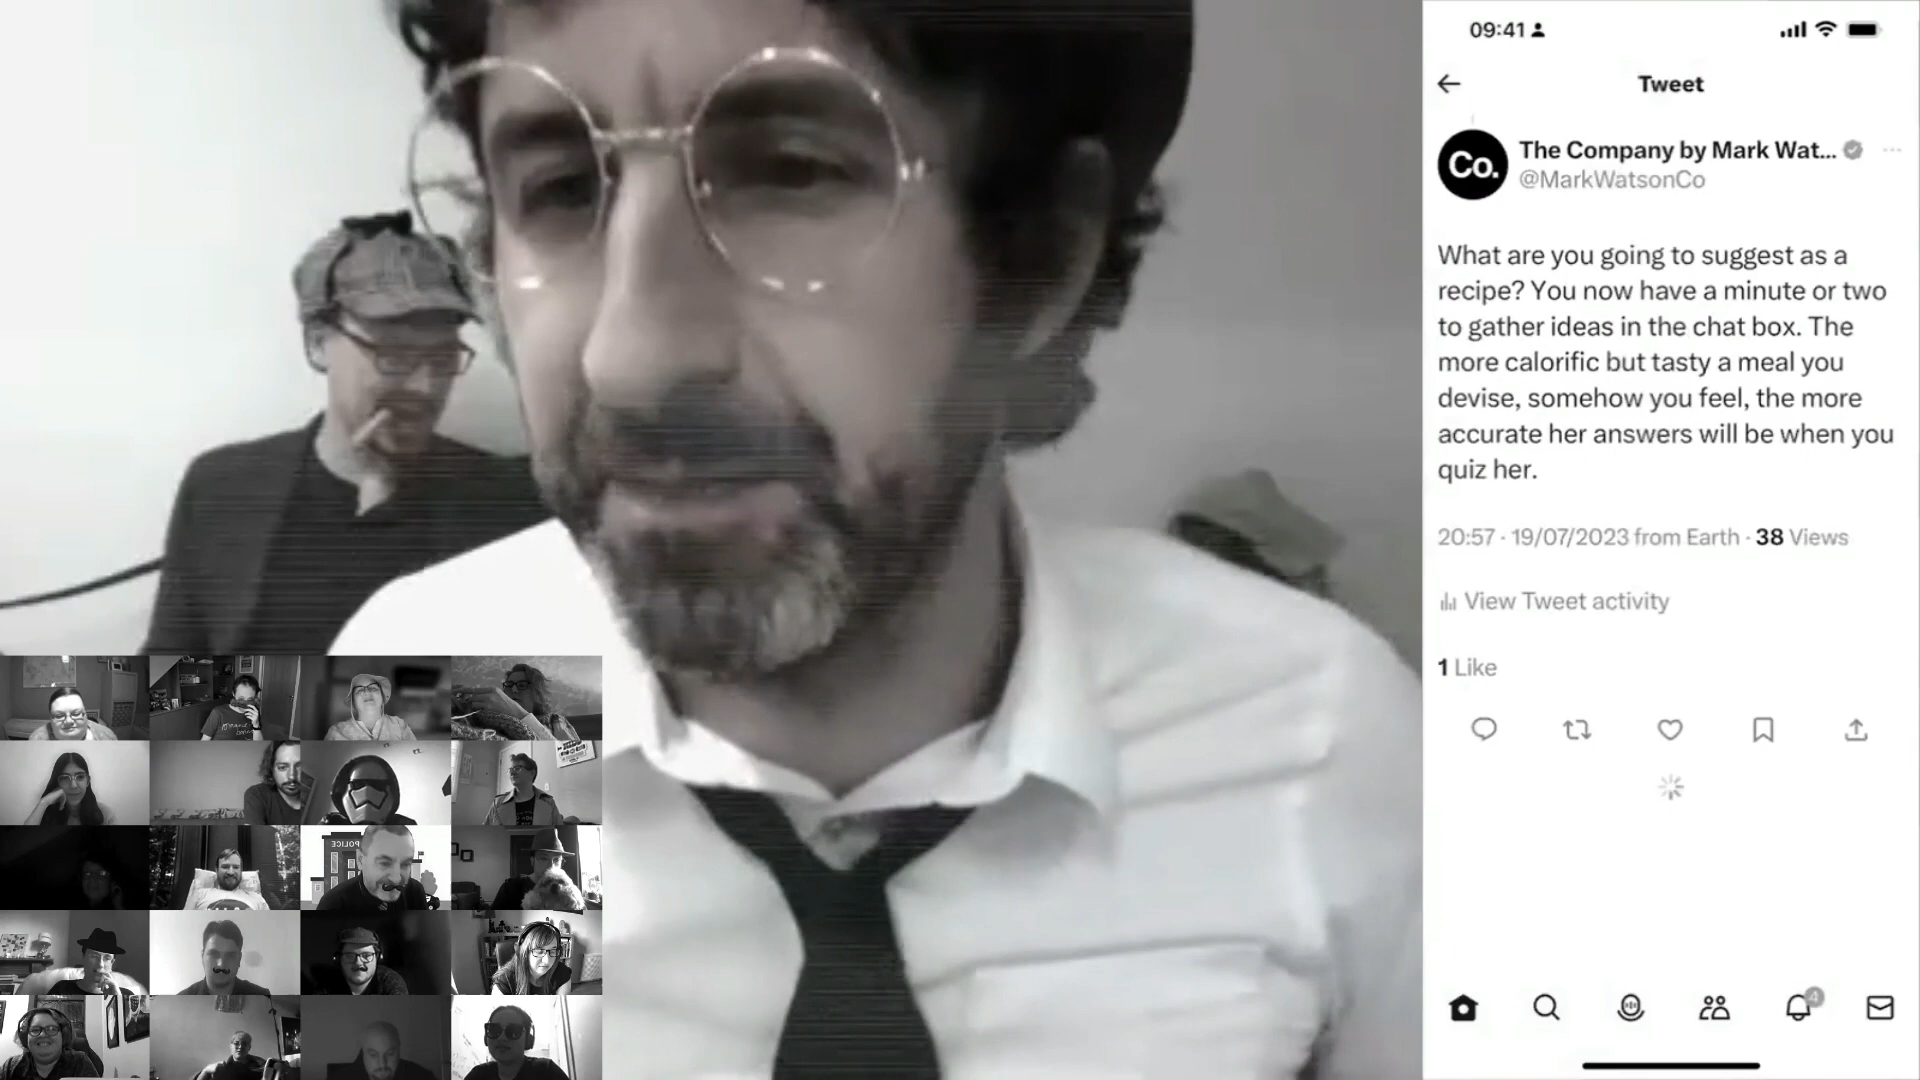 09:41
Tweet
Co.
The Company by Mark Wat...
@MarkWatsonCo
What are you going to suggest as a
recipe? You now have a minute or two
to gather ideas in the chat box. The
more calorific but tasty a meal you
devise, somehow you feel, the more
accurate her answers will be when you
quiz her.
20:57 · 19/07/2023 from Earth · 38 Views
View Tweet activity
1 Like
4
POLICE